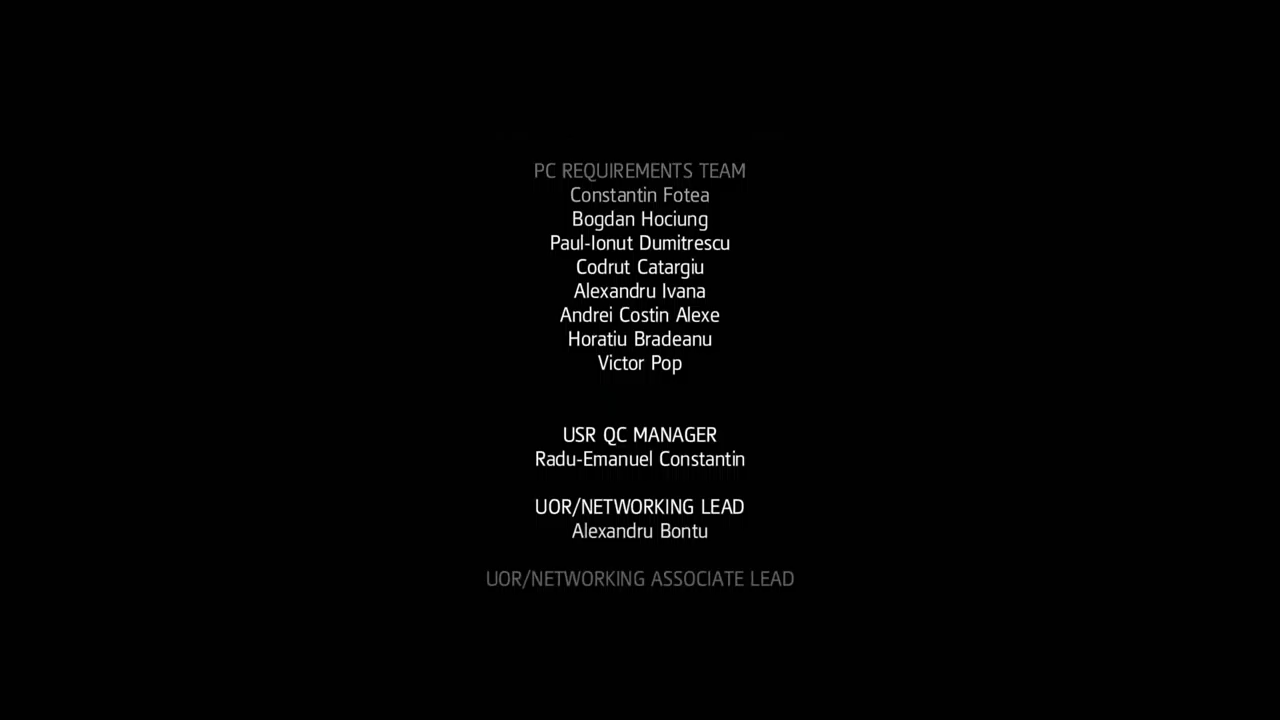 PC REQUIREMENTS TEAM
Constantin Fotea
Bogdan Hociung
Paul-Ionut Dumitrescu
Codrut Catargiu
Alexandru Ivana
Andrei Costin Alexe
Horatiu Bradeanu
Victor Pop
USR QC MANAGER
Radu-Emanuel Constantin
UOR/NETWORKING LEAD
Alexandru Bontu
UOR/NETWORKING ASSOCIATE LEAD